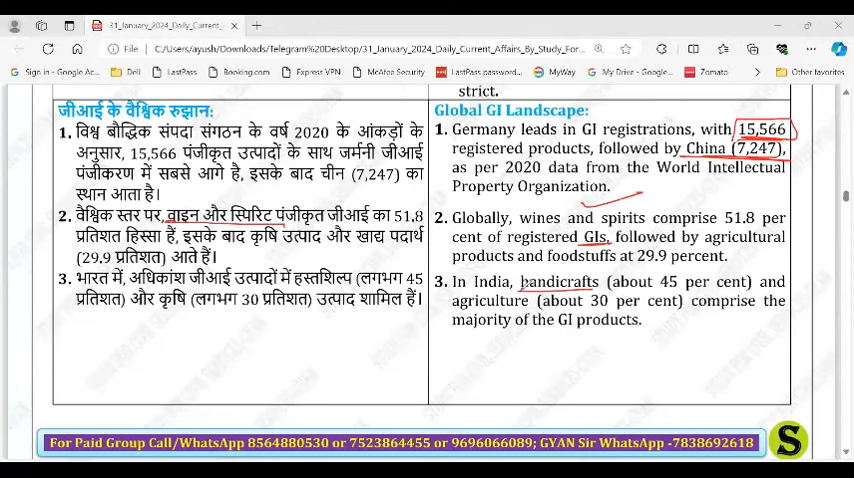 31_January_2024_Daily_Current_
File
C:/Users/ayush/Downloads/Telegram%20Desktop/31_January_2024_Daily_Current_Affairs_By_Study_For...
Sign in - Google Ac...
Dell
LastPass
Booking.com
Express VPN
McAfee Security
LastPass password...
MyWay
My Drive - Google...
Zomato
Other favorites
strict.
जीआई के वैश्विक रुझान:
1. विश्व बौद्धिक संपदा संगठन के वर्ष 2020 के आंकड़ों के
अनुसार, 15,566 पंजीकृत उत्पादों के साथ जर्मनी जीआई
पंजीकरण में सबसे आगे है, इसके बाद चीन (7,247) का
स्थान आता है।
2. वैश्विक स्तर पर, वाइन और स्पिरिट पंजीकृत जीआई का 51.8
प्रतिशत हिस्सा हैं, इसके बाद कृषि उत्पाद और खाद्य पदार्थ
(29.9 प्रतिशत) आते हैं।
3. भारत में, अधिकांश जीआई उत्पादों में हस्तशिल्प (लगभग 45
प्रतिशत) और कृषि (लगभग 30 प्रतिशत) उत्पाद शामिल हैं।
Global GI Landscape:
1. Germany leads in GI registrations, with 15,566
registered products, followed by China (7,247),
as per 2020 data from the World Intellectual
Property Organization.
2. Globally, wines and spirits comprise 51.8 per
cent of registered GIs, followed by agricultural
products and foodstuffs at 29.9 percent.
3. In India, handicrafts (about 45 per cent) and
agriculture (about 30 per cent) comprise the
majority of the GI products.
For Paid Group Call/WhatsApp 8564880530 or 7523864455 or 9696066089; GYAN Sir WhatsApp -7838692618
S